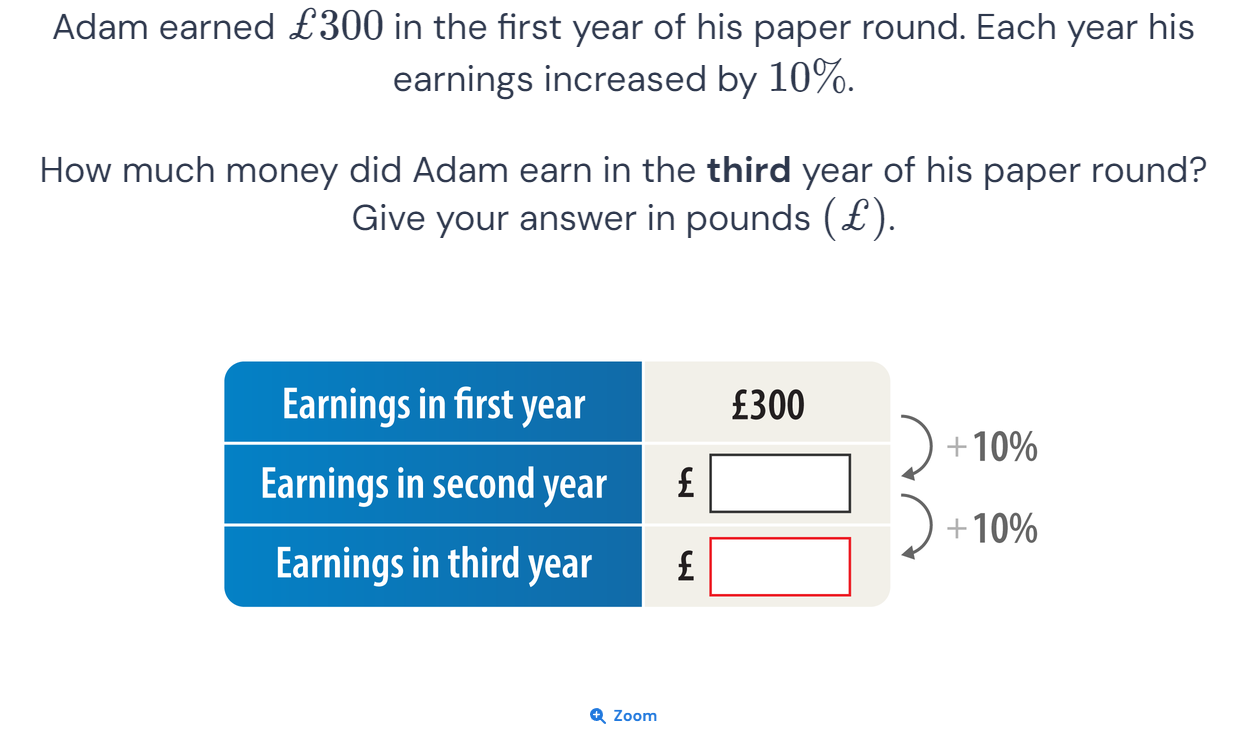 Adam earned £300 in the first year of his paper round. Each year his
earnings increased by 10%.
How much money did Adam earn in the third year of his paper round?
Give your answer in pounds (£).
Earnings in first year £300
+10%
Earnings in second year £
+10%
Earnings in third year £
Zoom